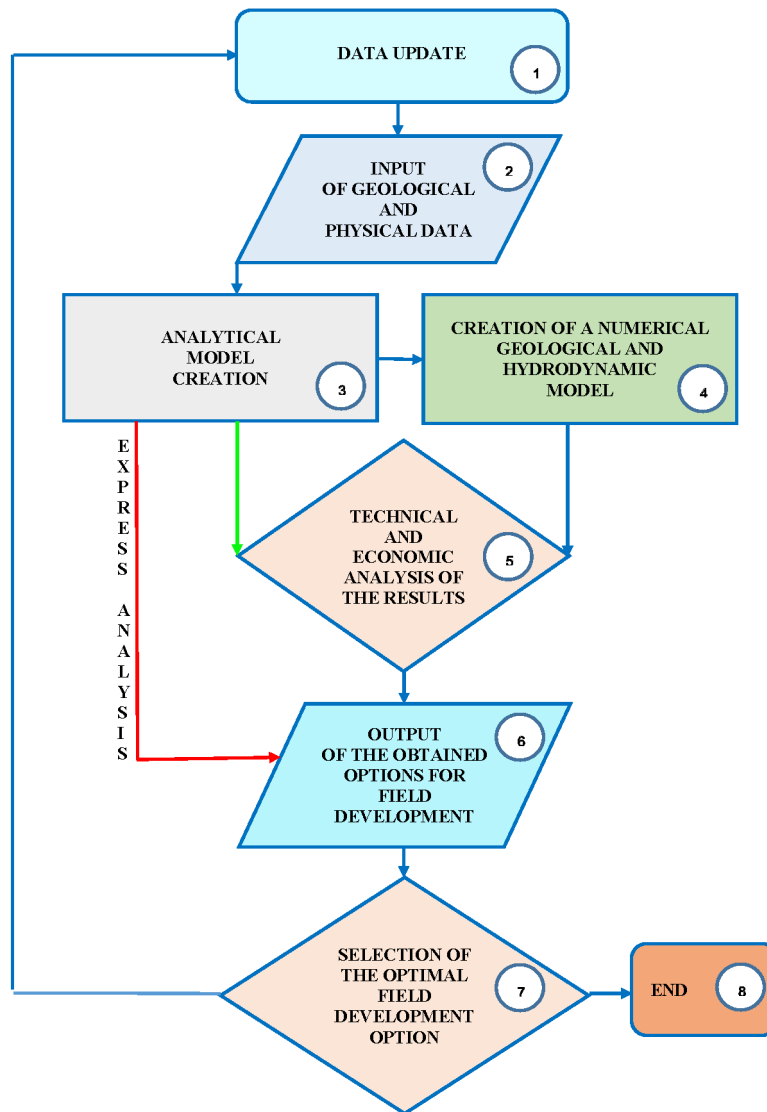 DATA UPDATE
1
INPUT
OF GEOLOGICAL
AND
PHYSICAL DATA
2
ANALYTICAL
MODEL
CREATION
3
CREATION OF A NUMERICAL
GEOLOGICAL AND
HYDRODYNAMIC
MODEL
4
EXPRESS ANALYSIS
TECHNICAL
AND
ECONOMIC
ANALYSIS OF
THE RESULTS
5
OUTPUT
OF THE OBTAINED
OPTIONS FOR
FIELD
DEVELOPMENT
6
SELECTION OF
THE OPTIMAL
FIELD
DEVELOPMENT
OPTION
7
END
8